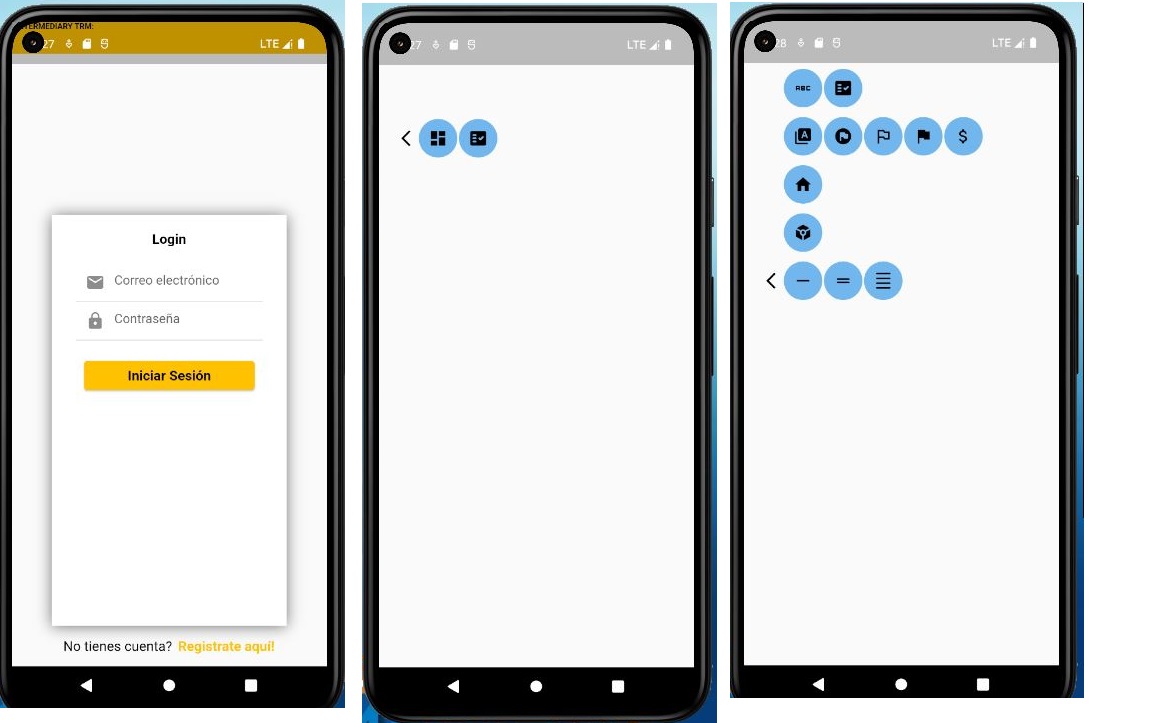 TERMEDIARY TRM:
27 LTE
Login
Correo electrónico
Contraseña
Iniciar Sesión
No tienes cuenta? Registrate aquí!
27 LTE
28 LTE
ABC
A
$